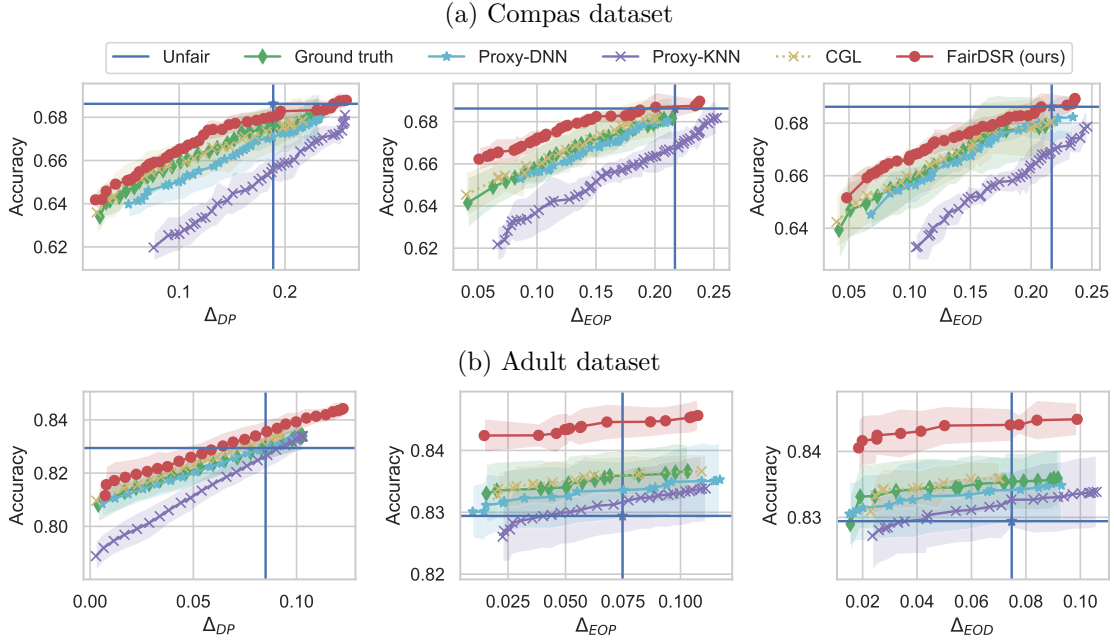 (a) Compas dataset
Unfair Ground truth Proxy-DNN Proxy-KNN CGL FairDSR (ours)
Accuracy 0.68 0.66 0.64 0.62
0.1 0.2
Δ_DP
Accuracy 0.68 0.66 0.64 0.62
0.05 0.10 0.15 0.20 0.25
Δ_EOP
Accuracy 0.68 0.66 0.64
0.05 0.10 0.15 0.20 0.25
Δ_EOD
(b) Adult dataset
Accuracy 0.84 0.82 0.80
0.00 0.05 0.10
Δ_DP
Accuracy 0.84 0.83 0.82
0.025 0.050 0.075 0.100
Δ_EOP
Accuracy 0.84 0.83
0.02 0.04 0.06 0.08 0.10
Δ_EOD